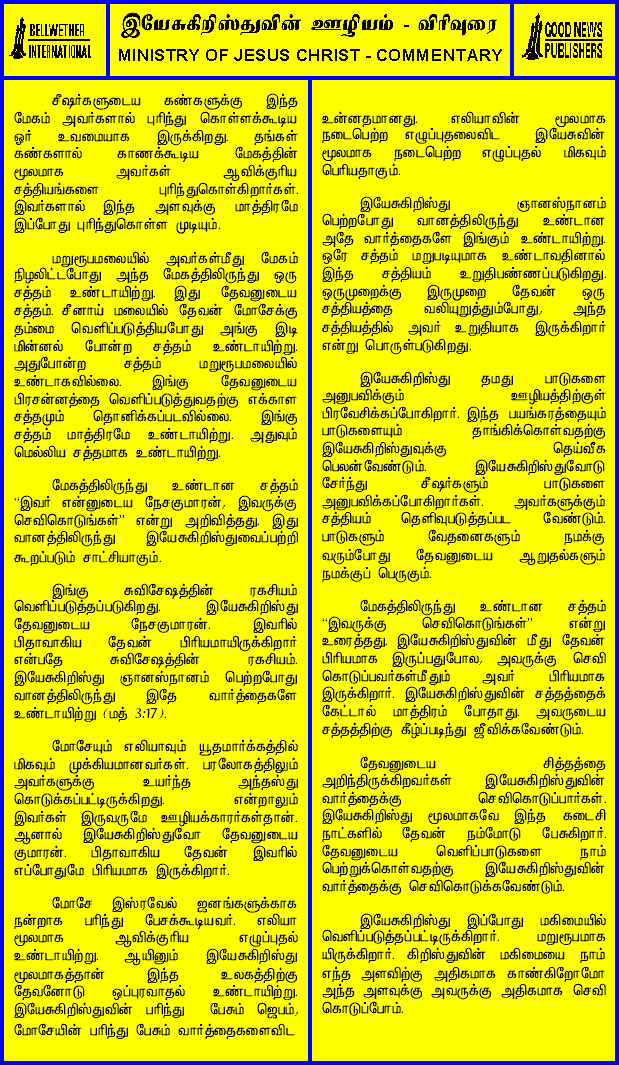 BELLWETHER
INTERNATIONAL
இயேசுகிறிஸ்துவின் ஊழியம் - விரிவுரை
MINISTRY OF JESUS CHRIST - COMMENTARY
GOOD NEWS
PUBLISHERS
சீஷர்களுடைய கண்களுக்கு இந்த
மேகம் அவர்களால் புரிந்து கொள்ளக்கூடிய
ஓர் உவமையாக இருக்கிறது. தங்கள்
கண்களால் காணக்கூடிய மேகத்தின்
மூலமாக அவர்கள் ஆவிக்குரிய
சத்தியங்களை புரிந்துகொள்கிறார்கள்.
இவர்களால் இந்த அளவுக்கு மாத்திரமே
இப்போது புரிந்துகொள்ள முடியும்.
மறுரூபமலையில் அவர்கள்மீது மேகம்
நிழலிட்டபோது அந்த மேகத்திலிருந்து ஒரு
சத்தம் உண்டாயிற்று. இது தேவனுடைய
சத்தம். சீனாய் மலையில் தேவன் மோசேக்கு
தம்மை வெளிப்படுத்தியபோது அங்கு இடி
மின்னல் போன்ற சத்தம் உண்டாயிற்று.
அதுபோன்ற சத்தம் மறுரூபமலையில்
உண்டாகவில்லை. இங்கு தேவனுடைய
பிரசன்னத்தை வெளிப்படுத்துவதற்கு எக்காள
சத்தமும் தொனிக்கப்படவில்லை. இங்கு
சத்தம் மாத்திரமே உண்டாயிற்று. அதுவும்
மெல்லிய சத்தமாக உண்டாயிற்று.
மேகத்திலிருந்து உண்டான சத்தம்
“இவர் என்னுடைய நேசகுமாரன், இவருக்கு
செவிகொடுங்கள்” என்று அறிவித்தது. இது
வானத்திலிருந்து இயேசுகிறிஸ்துவைப்பற்றி
கூறப்படும் சாட்சியாகும்.
இங்கு சுவிசேஷத்தின் ரகசியம்
வெளிப்படுத்தப்படுகிறது. இயேசுகிறிஸ்து
தேவனுடைய நேசகுமாரன். இவரில்
பிதாவாகிய தேவன் பிரியமாயிருக்கிறார்
என்பதே சுவிசேஷத்தின் ரகசியம்.
இயேசுகிறிஸ்து ஞானஸ்நானம் பெற்றபோது
வானத்திலிருந்து இதே வார்த்தைகளே
உண்டாயிற்று (மத் 3:17).
மோசேயும் எலியாவும் யூதமார்க்கத்தில்
மிகவும் முக்கியமானவர்கள். பரலோகத்திலும்
அவர்களுக்கு உயர்ந்த அந்தஸ்து
கொடுக்கப்பட்டிருக்கிறது. என்றாலும்
இவர்கள் இருவருமே ஊழியக்காரர்கள்தான்.
ஆனால் இயேசுகிறிஸ்துவோ தேவனுடைய
குமாரன். பிதாவாகிய தேவன் இவரில்
எப்போதுமே பிரியமாக இருக்கிறார்.
மோசே இஸ்ரவேல் ஜனங்களுக்காக
நன்றாக பரிந்து பேசக்கூடியவர். எலியா
மூலமாக ஆவிக்குரிய எழுப்புதல்
உண்டாயிற்று. ஆயினும் இயேசுகிறிஸ்து
மூலமாகத்தான் இந்த உலகத்திற்கு
தேவனோடு ஒப்புரவாதல் உண்டாயிற்று.
இயேசுகிறிஸ்துவின் பரிந்து பேசும் ஜெபம்,
மோசேயின் பரிந்து பேசும் வார்த்தைகளைவிட
உன்னதமானது. எலியாவின் மூலமாக
நடைபெற்ற எழுப்புதலைவிட இயேசுவின்
மூலமாக நடைபெற்ற எழுப்புதல் மிகவும்
பெரியதாகும்.
இயேசுகிறிஸ்து ஞானஸ்நானம்
பெற்றபோது வானத்திலிருந்து உண்டான
அதே வார்த்தைகளே இங்கும் உண்டாயிற்று.
ஒரே சத்தம் மறுபடியுமாக உண்டாவதினால்
இந்த சத்தியம் உறுதிபண்ணப்படுகிறது.
ஒருமுறைக்கு இருமுறை தேவன் ஒரு
சத்தியத்தை வலியுறுத்தும்போது, அந்த
சத்தியத்தில் அவர் உறுதியாக இருக்கிறார்
என்று பொருள்படுகிறது.
இயேசுகிறிஸ்து தமது பாடுகளை
அனுபவிக்கும் ஊழியத்திற்குள்
பிரவேசிக்கப்போகிறார். இந்த பயங்கரத்தையும்
பாடுகளையும் தாங்கிக்கொள்வதற்கு
இயேசுகிறிஸ்துவுக்கு தெய்வீக
பெலன்வேண்டும். இயேசுகிறிஸ்துவோடு
சேர்ந்து சீஷர்களும் பாடுகளை
அனுபவிக்கப்போகிறார்கள். அவர்களுக்கும்
சத்தியம் தெளிவுபடுத்தப்பட வேண்டும்.
பாடுகளும் வேதனைகளும் நமக்கு
வரும்போது தேவனுடைய ஆறுதல்களும்
நமக்குப் பெருகும்.
மேகத்திலிருந்து உண்டான சத்தம்
“இவருக்கு செவிகொடுங்கள்” என்று
உரைத்தது. இயேசுகிறிஸ்துவின் மீது தேவன்
பிரியமாக இருப்பதுபோல, அவருக்கு செவி
கொடுப்பவர்கள்மீதும் அவர் பிரியமாக
இருக்கிறார். இயேசுகிறிஸ்துவின் சத்தத்தைக்
கேட்டால் மாத்திரம் போதாது. அவருடைய
சத்தத்திற்கு கீழ்ப்படிந்து ஜீவிக்கவேண்டும்.
தேவனுடைய சித்தத்தை
அறிந்திருக்கிறவர்கள் இயேசுகிறிஸ்துவின்
வார்த்தைக்கு செவிகொடுப்பார்கள்.
இயேசுகிறிஸ்து மூலமாகவே இந்த கடைசி
நாட்களில் தேவன் நம்மோடு பேசுகிறார்.
தேவனுடைய வெளிப்பாடுகளை நாம்
பெற்றுக்கொள்வதற்கு இயேசுகிறிஸ்துவின்
வார்த்தைக்கு செவிகொடுக்கவேண்டும்.
இயேசுகிறிஸ்து இப்போது மகிமையில்
வெளிப்படுத்தப்பட்டிருக்கிறார். மறுரூபமாக
யிருக்கிறார். கிறிஸ்துவின் மகிமையை நாம்
எந்த அளவிற்கு அதிகமாக காண்கிறோமோ
அந்த அளவுக்கு அவருக்கு அதிகமாக செவி
கொடுப்போம்.